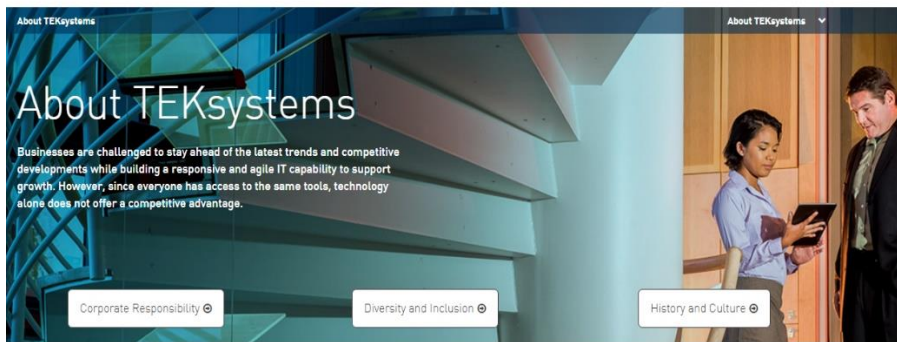 About TEKsystems
About TEKsystems
About TEKsystems
Businesses are challenged to stay ahead of the latest trends and competitive
developments while building a responsive and agile IT capability to support
growth. However, since everyone has access to the same tools, technology
alone does not offer a competitive advantage.
Corporate Responsibility
Diversity and Inclusion
History and Culture